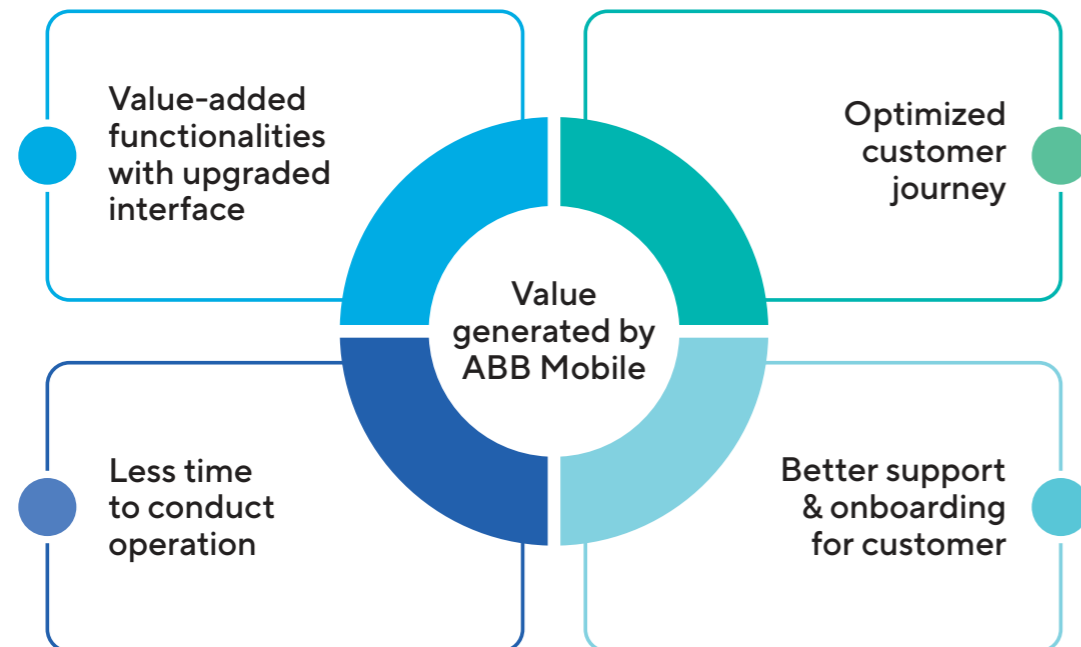 Value-added
functionalities
with upgraded
interface
Optimized
customer
journey
Value
generated by
ABB Mobile
Less time
to conduct
operation
Better support
& onboarding
for customer